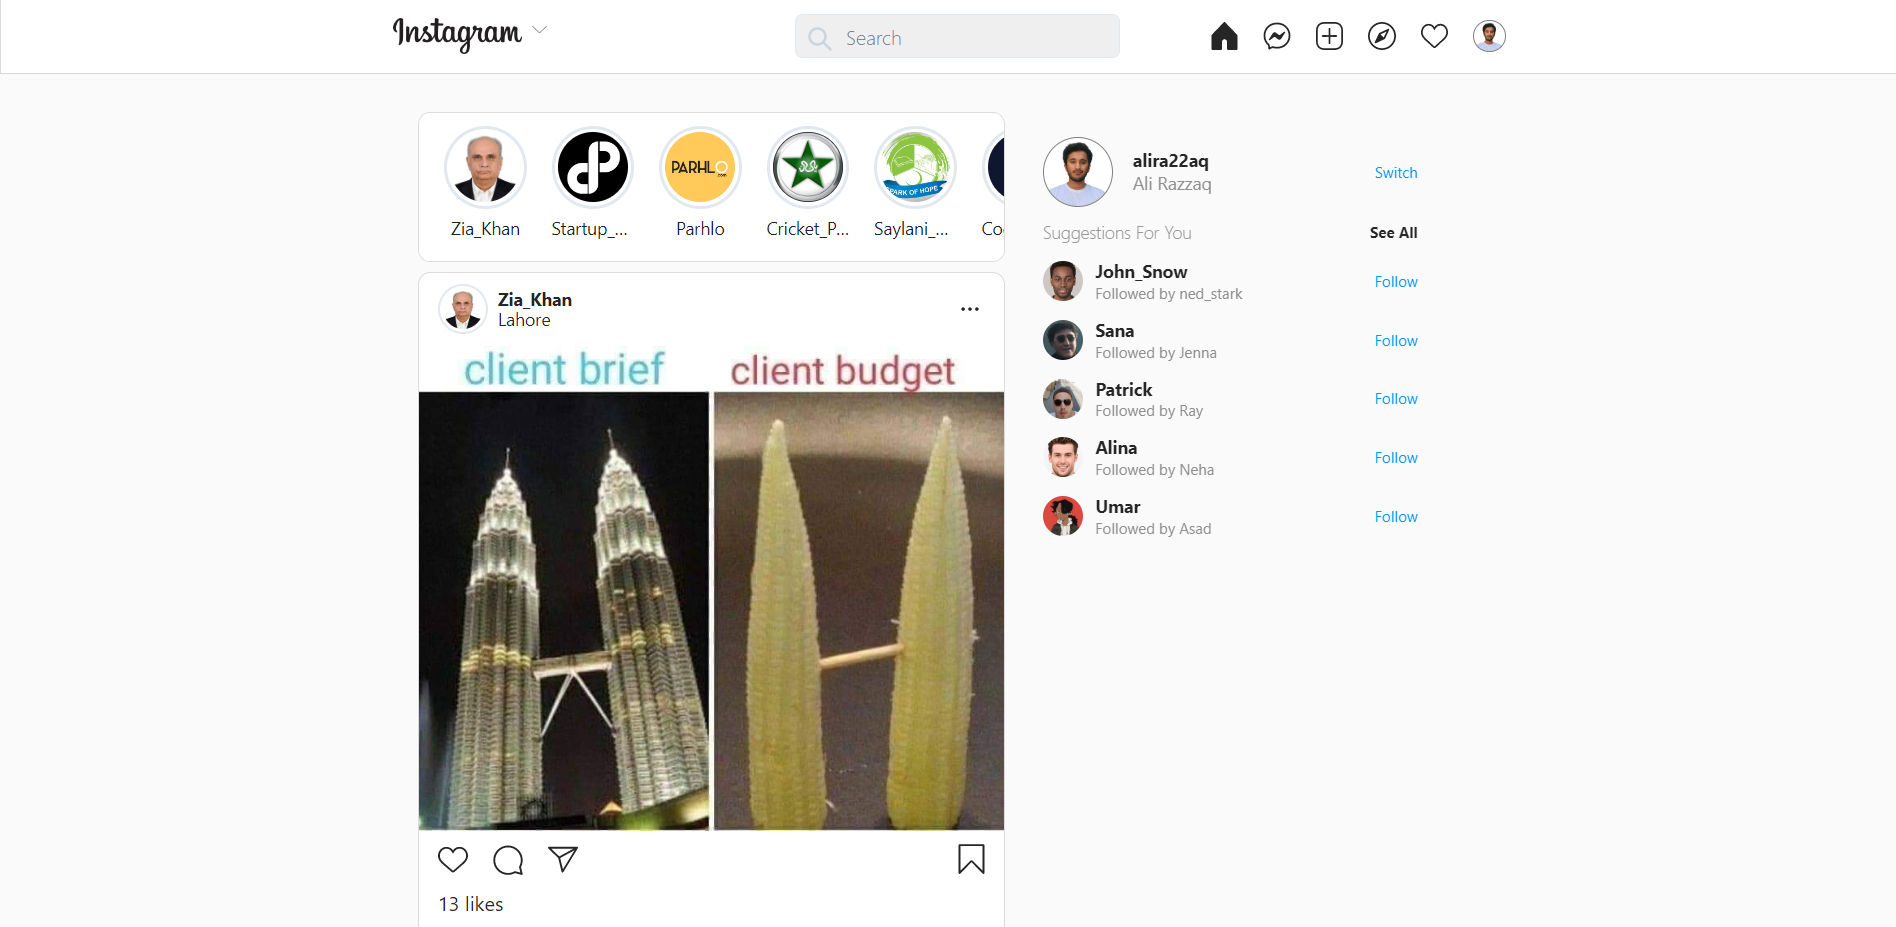 Instagram
Search
PARHLO
.com
PARK OF HOPE
Zia_Khan
Startup_...
Parhlo
Cricket_P...
Saylani_...
Co
alira22aq
Ali Razzaq
Switch
Suggestions For You
See All
John_Snow
Followed by ned_stark
Follow
Sana
Followed by Jenna
Follow
Patrick
Followed by Ray
Follow
Alina
Followed by Neha
Follow
Umar
Followed by Asad
Follow
Zia_Khan
Lahore
client brief
client budget
13 likes